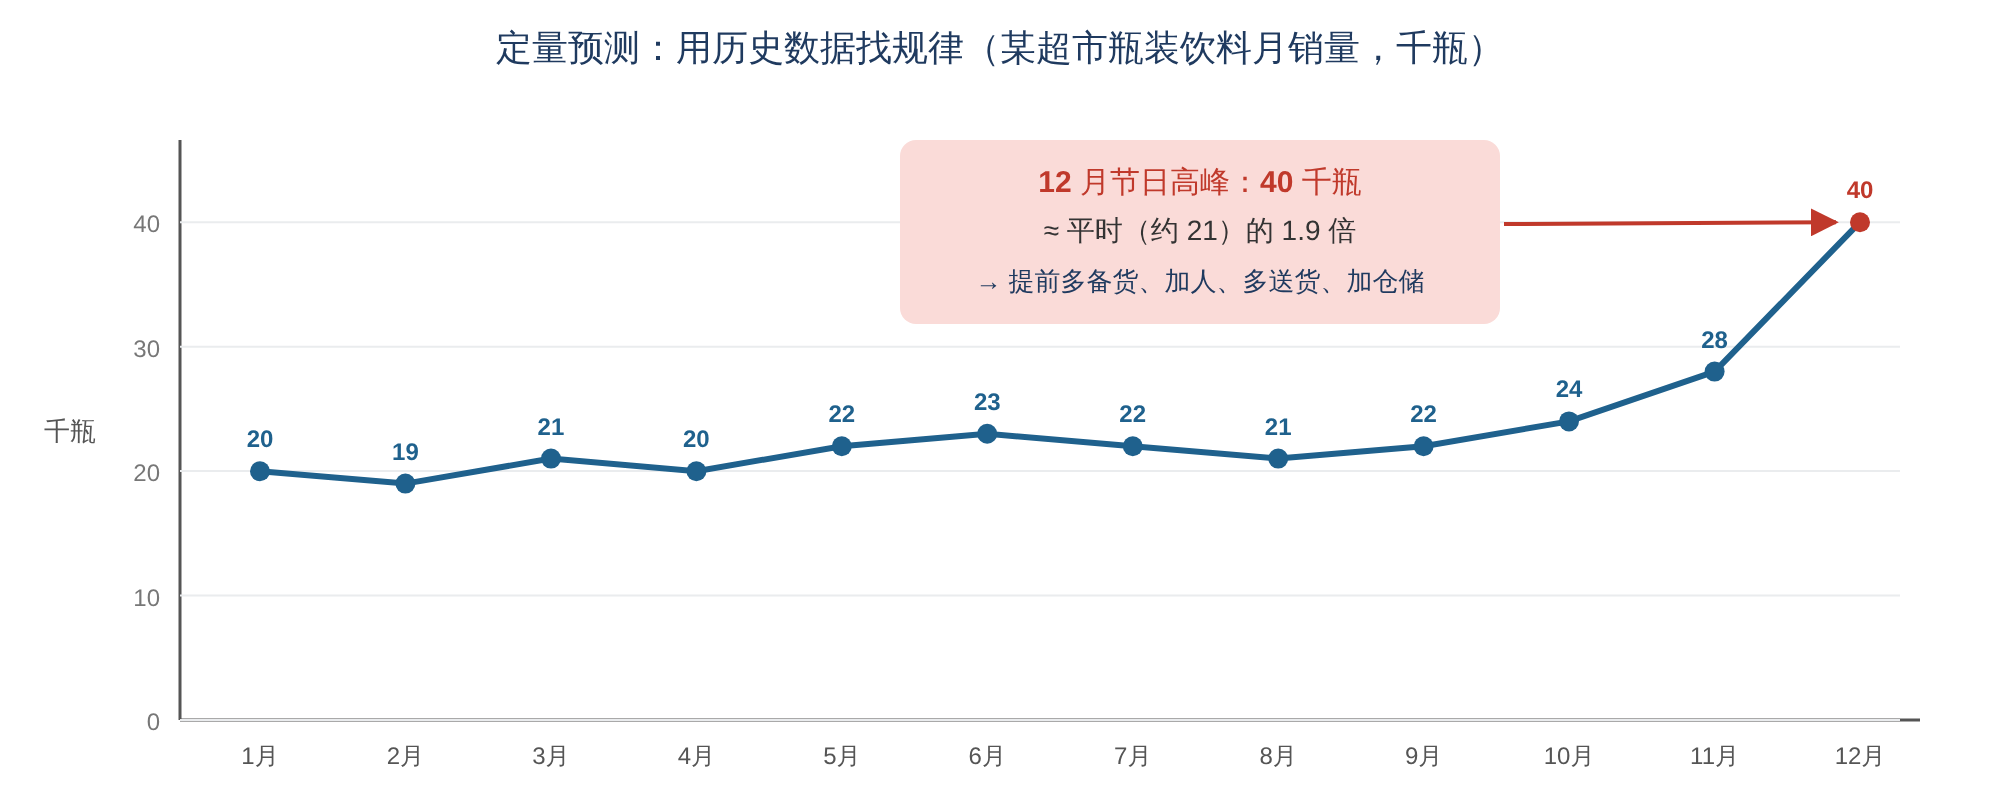 定量预测：用历史数据找规律（某超市瓶装饮料月销量，千瓶）
12 月节日高峰：40 千瓶
≈ 平时（约 21）的 1.9 倍
→ 提前多备货、加人、多送货、加仓储
千瓶
40
30
20
10
0
20
19
21
20
22
23
22
21
22
24
28
40
1月
2月
3月
4月
5月
6月
7月
8月
9月
10月
11月
12月